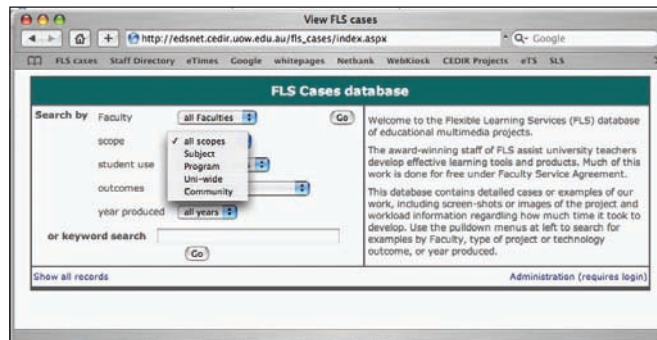 View FLS cases
http://edsnet.cedir.uow.edu.au/fls_cases/index.aspx
Google
FLS cases Staff Directory eTimes Google whitepages Netbank WebKiosk CEDIR Projects eTS SLS
FLS Cases database
Search by Faculty all Faculties Go
scope all scopes
Subject
Program
Uni-wide
Community
student use
outcomes
year produced all years
or keyword search
Go
Welcome to the Flexible Learning Services (FLS) database
of educational multimedia projects.
The award-winning staff of FLS assist university teachers
develop effective learning tools and products. Much of this
work is done for free under Faculty Service Agreement.
This database contains detailed cases or examples of our
work, including screen-shots or images of the project and
workload information regarding how much time it took to
develop. Use the pulldown menus at left to search for
examples by Faculty, type of project or technology
outcome, or year produced.
Show all records Administration (requires login)